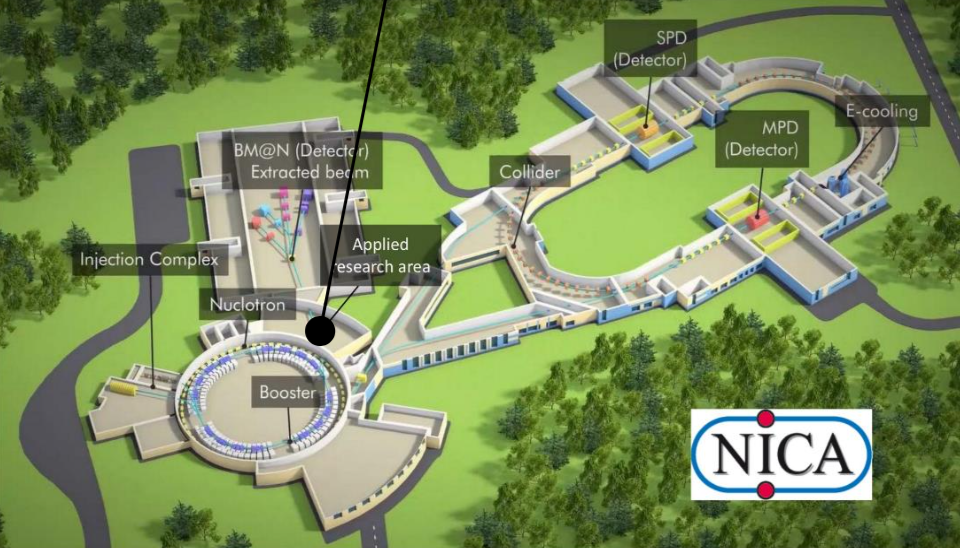 SPD
(Detector)
E-cooling
MPD
(Detector)
BM@N (Detector)
Extracted beam
Collider
Applied
research area
Injection Complex
Nuclotron
Booster
NICA